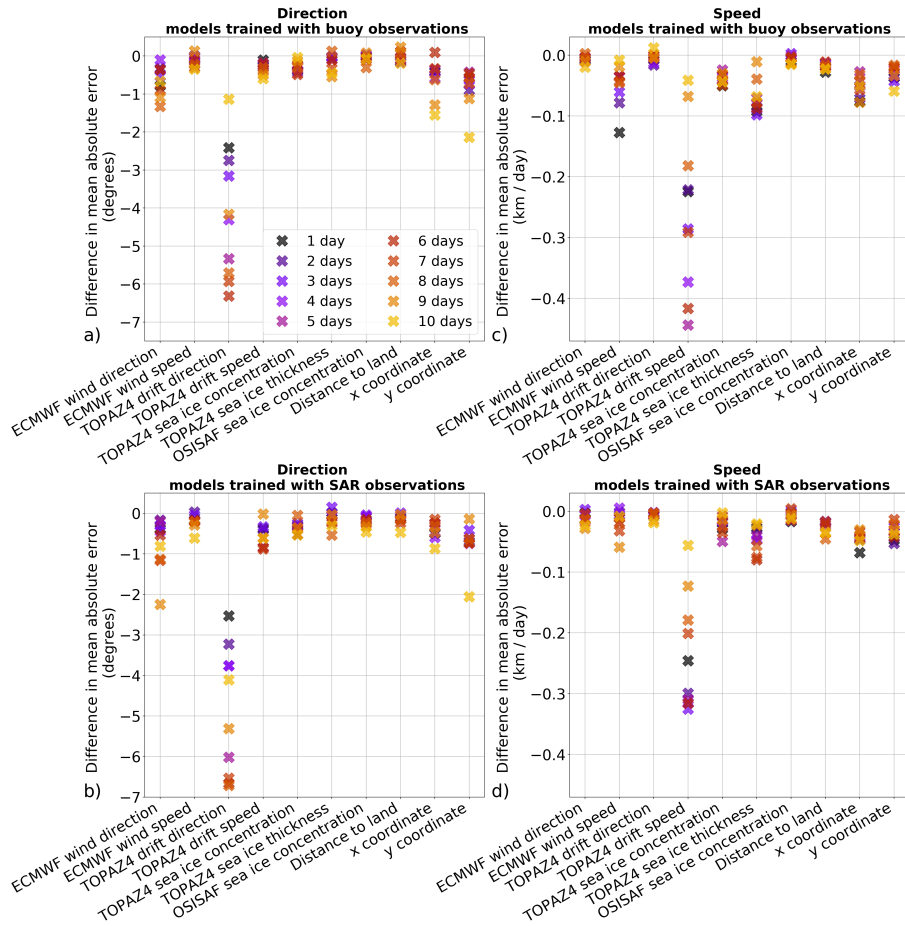 Direction
models trained with buoy observations
Difference in mean absolute error
(degrees)
0
−1
−2
−3
−4
−5
−6
−7
a)
1 day
2 days
3 days
4 days
5 days
6 days
7 days
8 days
9 days
10 days
ECMWF wind direction
ECMWF wind speed
TOPAZ4 drift direction
TOPAZ4 drift speed
TOPAZ4 sea ice concentration
TOPAZ4 sea ice thickness
OSISAF sea ice concentration
Distance to land
x coordinate
y coordinate
Speed
models trained with buoy observations
Difference in mean absolute error
(km / day)
0.0
−0.1
−0.2
−0.3
−0.4
c)
ECMWF wind direction
ECMWF wind speed
TOPAZ4 drift direction
TOPAZ4 drift speed
TOPAZ4 sea ice concentration
TOPAZ4 sea ice thickness
OSISAF sea ice concentration
Distance to land
x coordinate
y coordinate
Direction
models trained with SAR observations
Difference in mean absolute error
(degrees)
0
−1
−2
−3
−4
−5
−6
−7
b)
ECMWF wind direction
ECMWF wind speed
TOPAZ4 drift direction
TOPAZ4 drift speed
TOPAZ4 sea ice concentration
TOPAZ4 sea ice thickness
OSISAF sea ice concentration
Distance to land
x coordinate
y coordinate
Speed
models trained with SAR observations
Difference in mean absolute error
(km / day)
0.0
−0.1
−0.2
−0.3
−0.4
d)
ECMWF wind direction
ECMWF wind speed
TOPAZ4 drift direction
TOPAZ4 drift speed
TOPAZ4 sea ice concentration
TOPAZ4 sea ice thickness
OSISAF sea ice concentration
Distance to land
x coordinate
y coordinate